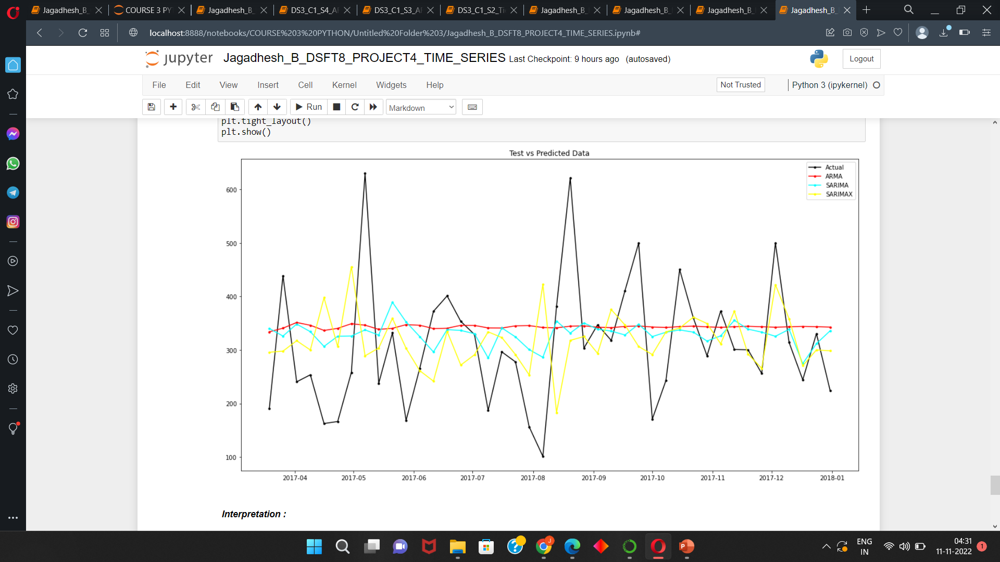 Jagadhesh_B_
COURSE 3 PY
Jagadhesh_B_
DS3_C1_S4_A
DS3_C1_S3_A
DS3_C1_S2_Ti
Jagadhesh_B_
Jagadhesh_B_
Jagadhesh_B_
Jagadhesh_B_
localhost:8888/notebooks/COURSE%203%20PYTHON/Untitled%20Folder%203/Jagadhesh_B_DSFT8_PROJECT4_TIME_SERIES.ipynb#
jupyter Jagadhesh_B_DSFT8_PROJECT4_TIME_SERIES Last Checkpoint: 9 hours ago (autosaved)
Logout
File Edit View Insert Cell Kernel Widgets Help
Not Trusted
Python 3 (ipykernel)
Run
Markdown
plt.tight_layout()
plt.show()
Test vs Predicted Data
Actual
ARMA
SARIMA
SARIMAX
600
500
400
300
200
100
2017-04 2017-05 2017-06 2017-07 2017-08 2017-09 2017-10 2017-11 2017-12 2018-01
Interpretation :
J
P
ENG
IN
04:31
11-11-2022
1